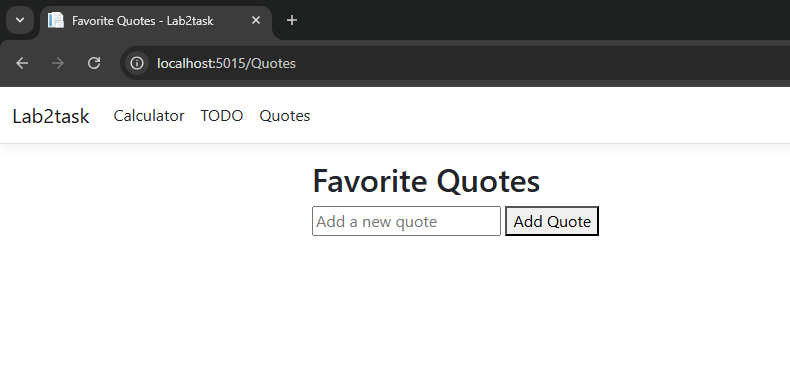 Favorite Quotes - Lab2task
localhost:5015/Quotes
Lab2task Calculator TODO Quotes
Favorite Quotes
Add a new quote Add Quote